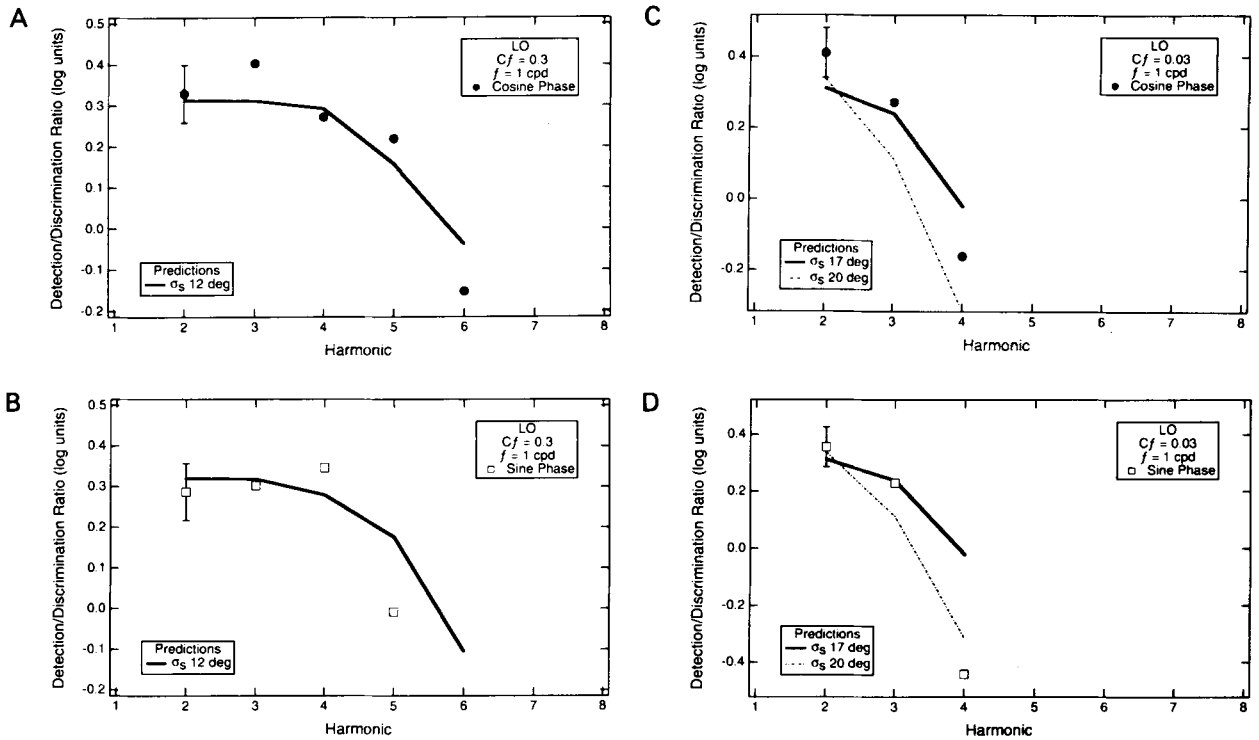 A
Detection/Discrimination Ratio (log units)
0.5
0.4
0.3
0.2
0.1
0.0
-0.1
-0.2
LO
Cf = 0.3
f = 1 cpd
● Cosine Phase
Predictions
σs 12 deg
1 2 3 4 5 6 7 8
Harmonic
B
Detection/Discrimination Ratio (log units)
0.5
0.4
0.3
0.2
0.1
0.0
-0.1
-0.2
LO
Cf = 0.3
f = 1 cpd
□ Sine Phase
Predictions
σs 12 deg
1 2 3 4 5 6 7 8
Harmonic
C
Detection/Discrimination Ratio (log units)
0.4
0.2
0.0
-0.2
LO
Cf = 0.03
f = 1 cpd
● Cosine Phase
Predictions
σs 17 deg
σs 20 deg
1 2 3 4 5 6 7 8
Harmonic
D
Detection/Discrimination Ratio (log units)
0.4
0.2
0.0
-0.2
-0.4
LO
Cf = 0.03
f = 1 cpd
□ Sine Phase
Predictions
σs 17 deg
σs 20 deg
1 2 3 4 5 6 7 8
Harmonic